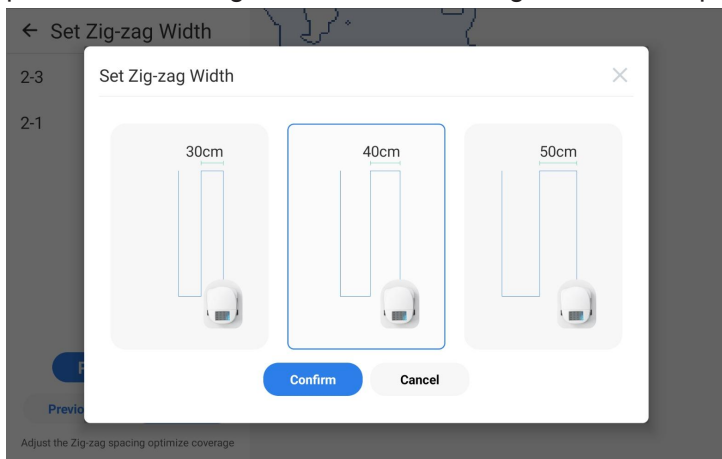 ← Set Zig-zag Width
2-3
2-1
Set Zig-zag Width
30cm
40cm
50cm
Confirm
Cancel
Previo
Adjust the Zig-zag spacing optimize coverage